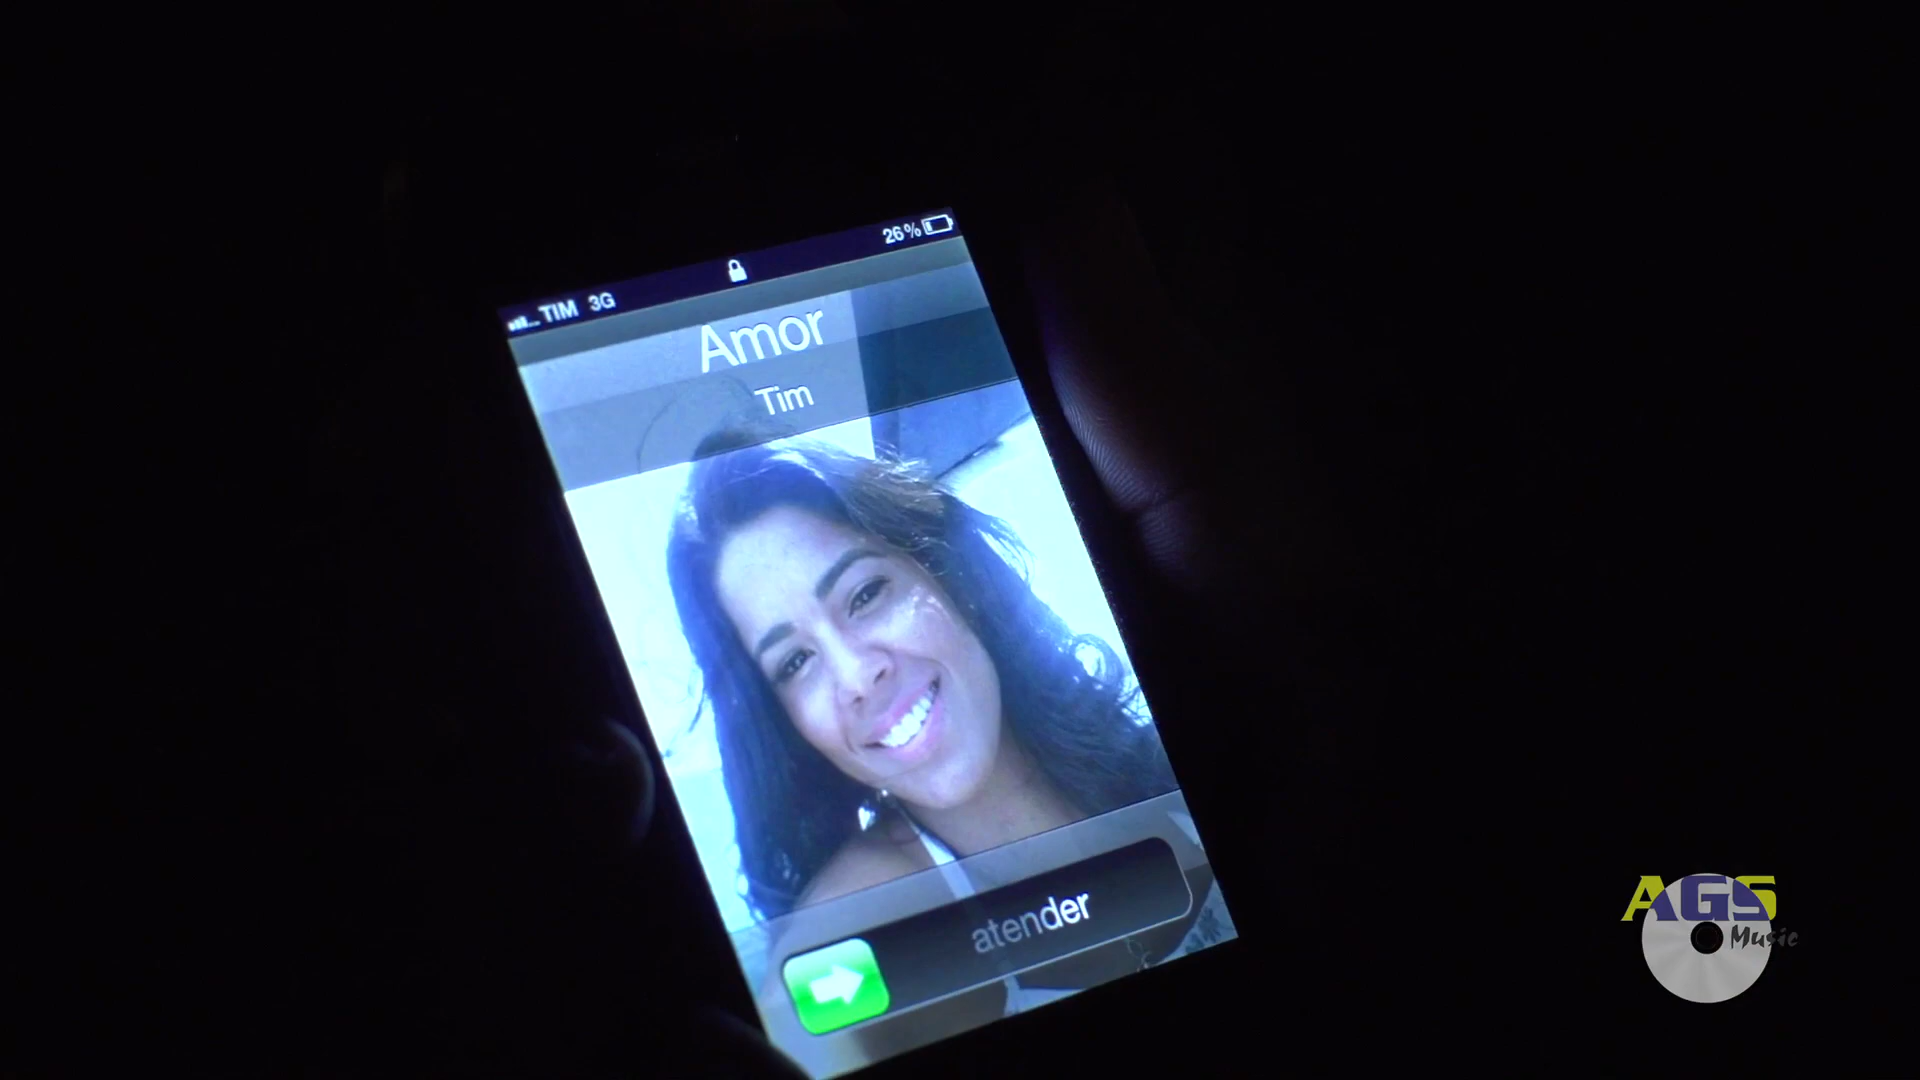 26%
TIM 3G
Amor
Tim
atender
AGS
Music